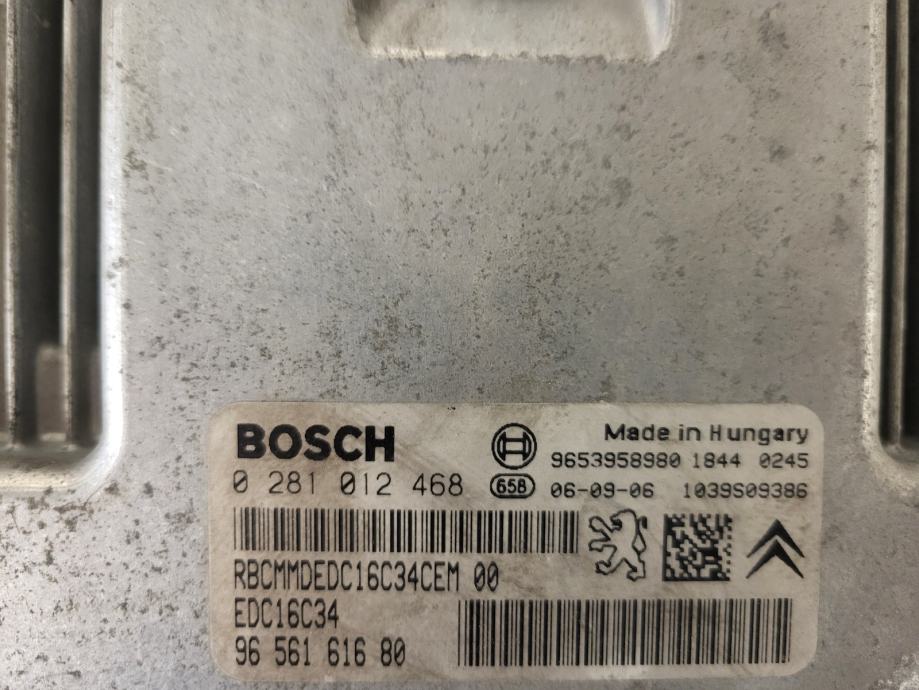 BOSCH
Made in Hungary
9653958980 1844 0245
0 281 012 468
658
06-09-06 1039S09386
RBCMMDEDC16C34CEM 00
EDC16C34
96 561 616 80